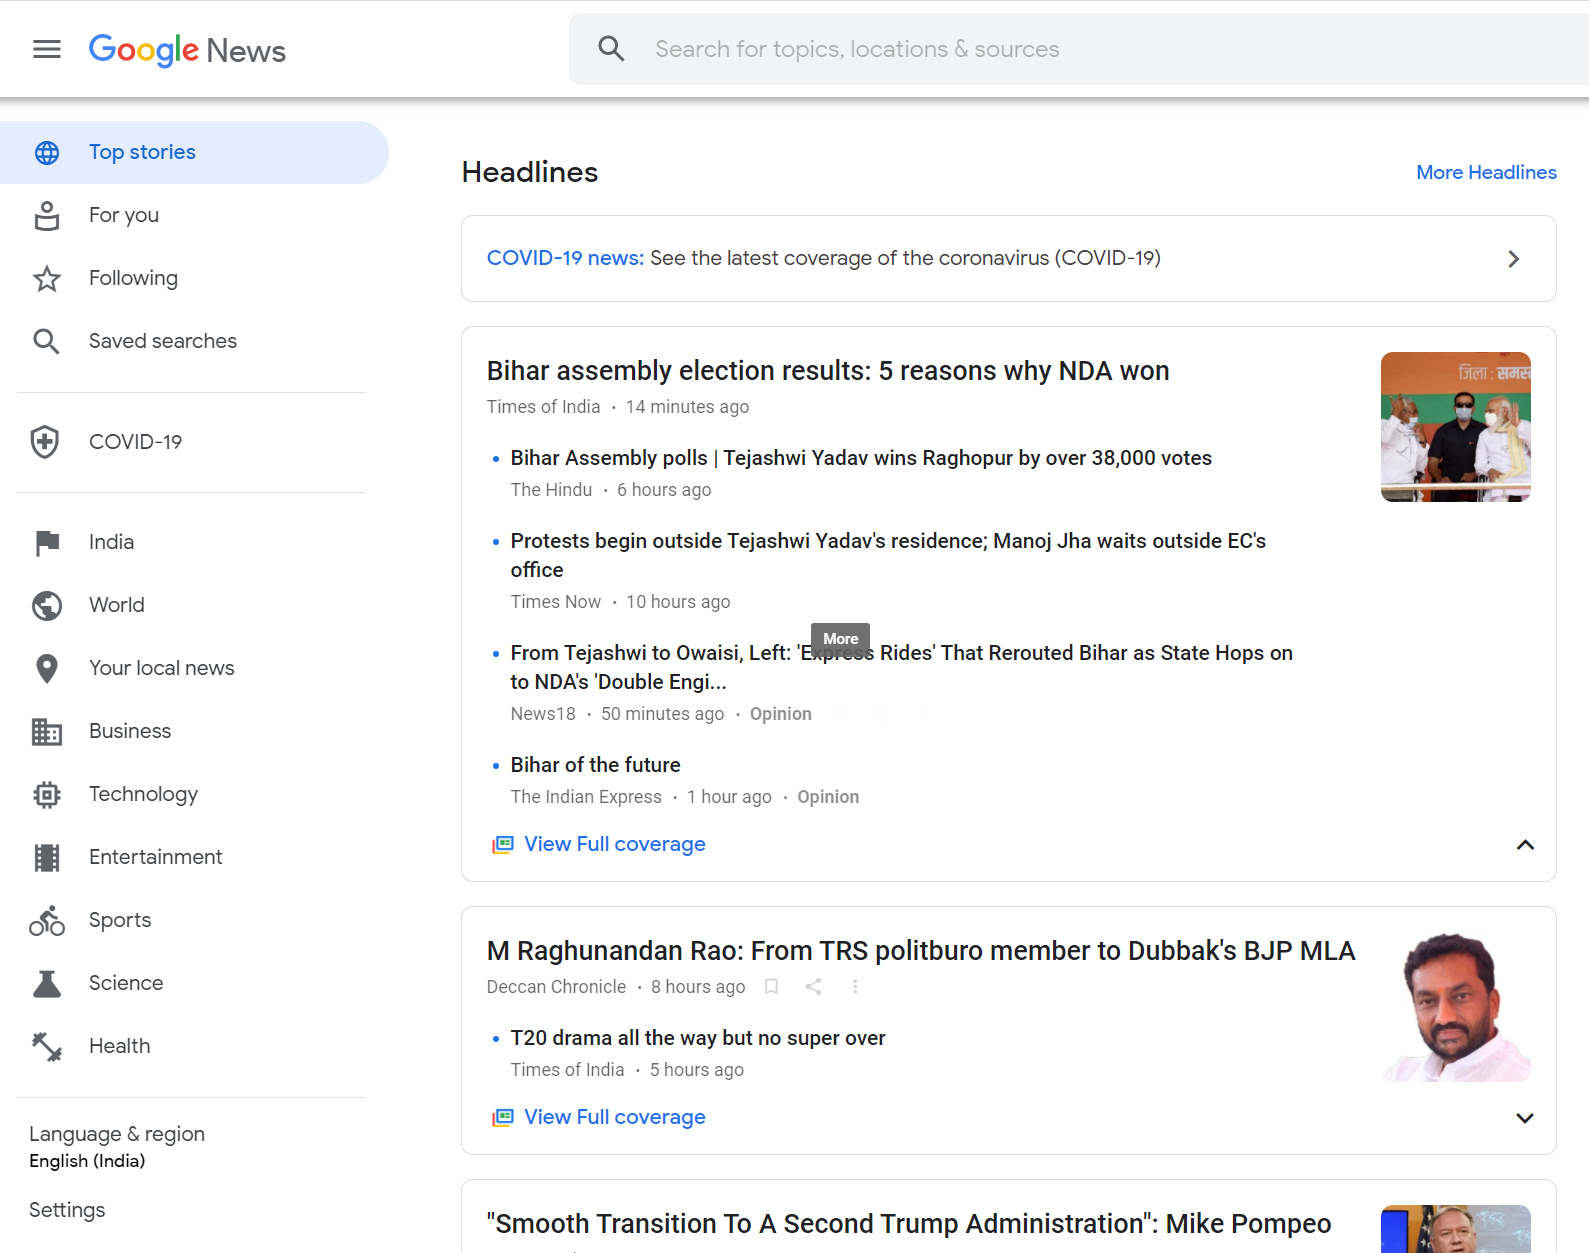 Google News
Search for topics, locations & sources
Top stories
For you
Following
Saved searches
COVID-19
India
World
Your local news
Business
Technology
Entertainment
Sports
Science
Health
Language & region
English (India)
Settings
Headlines
More Headlines
COVID-19 news: See the latest coverage of the coronavirus (COVID-19)
Bihar assembly election results: 5 reasons why NDA won
Times of India · 14 minutes ago
जिला : समस्
Bihar Assembly polls | Tejashwi Yadav wins Raghopur by over 38,000 votes
The Hindu · 6 hours ago
Protests begin outside Tejashwi Yadav's residence; Manoj Jha waits outside EC's
office
Times Now · 10 hours ago
More
From Tejashwi to Owaisi, Left: 'Express Rides' That Rerouted Bihar as State Hops on
to NDA's 'Double Engi...
News18 · 50 minutes ago · Opinion
Bihar of the future
The Indian Express · 1 hour ago · Opinion
View Full coverage
M Raghunandan Rao: From TRS politburo member to Dubbak's BJP MLA
Deccan Chronicle · 8 hours ago
T20 drama all the way but no super over
Times of India · 5 hours ago
View Full coverage
"Smooth Transition To A Second Trump Administration": Mike Pompeo